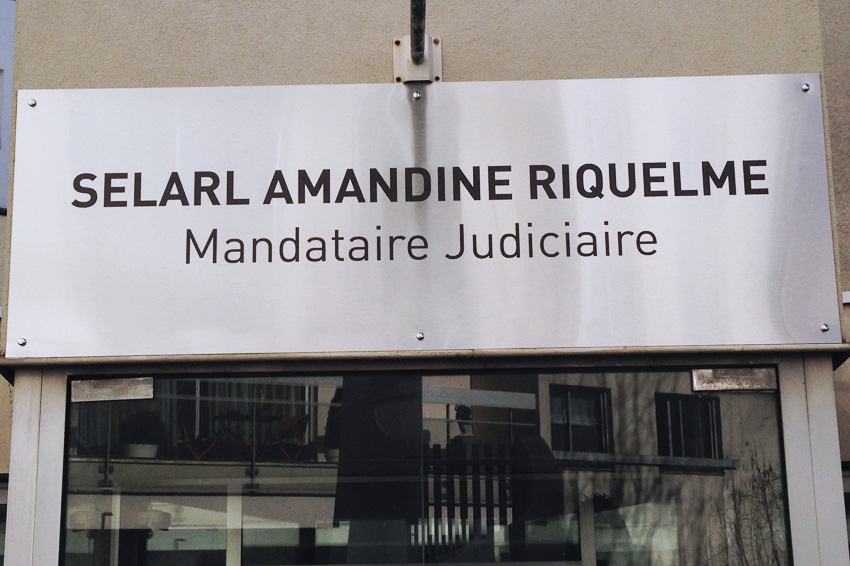 SELARL AMANDINE RIQUELME
Mandataire Judiciaire